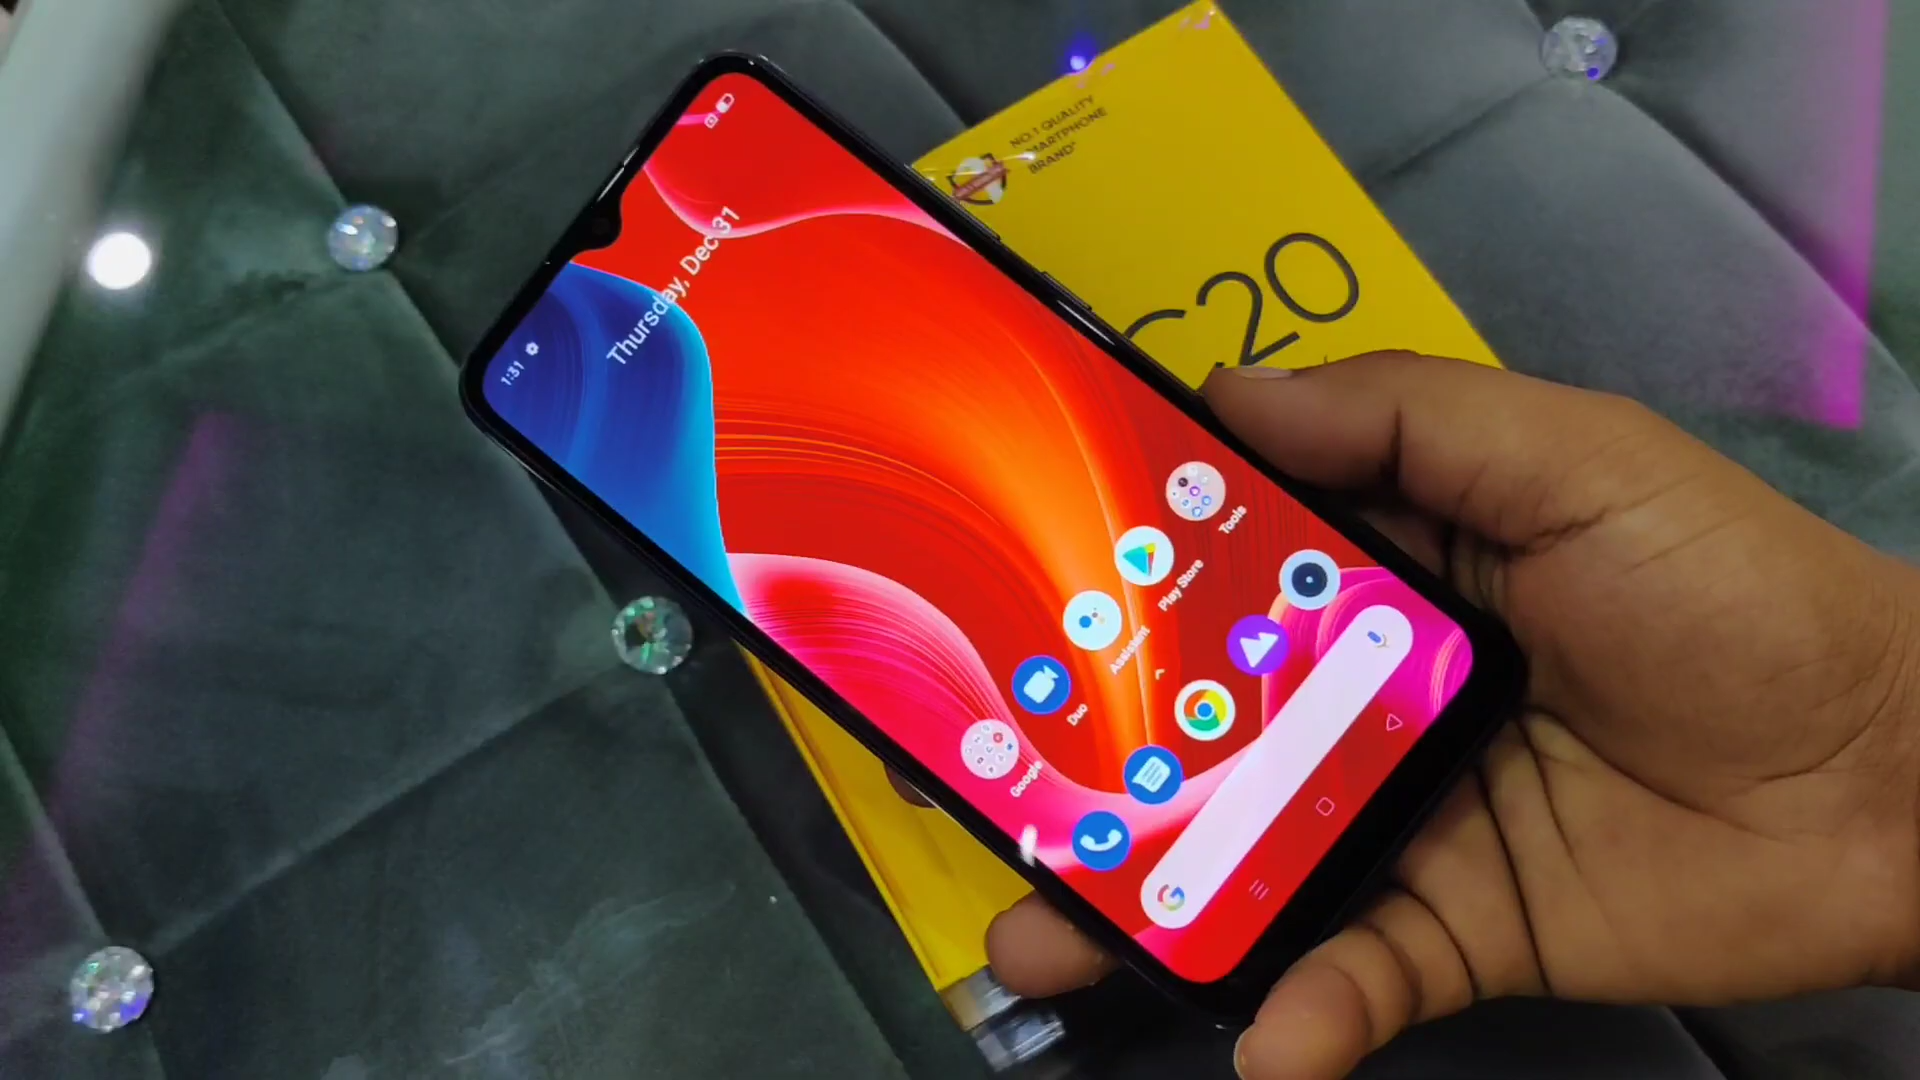 NO.1 QUALITY
SMARTPHONE
BRAND*
C20
1:31
Thursday, Dec 31
Tools
Play Store
Assistant
Duo
Google